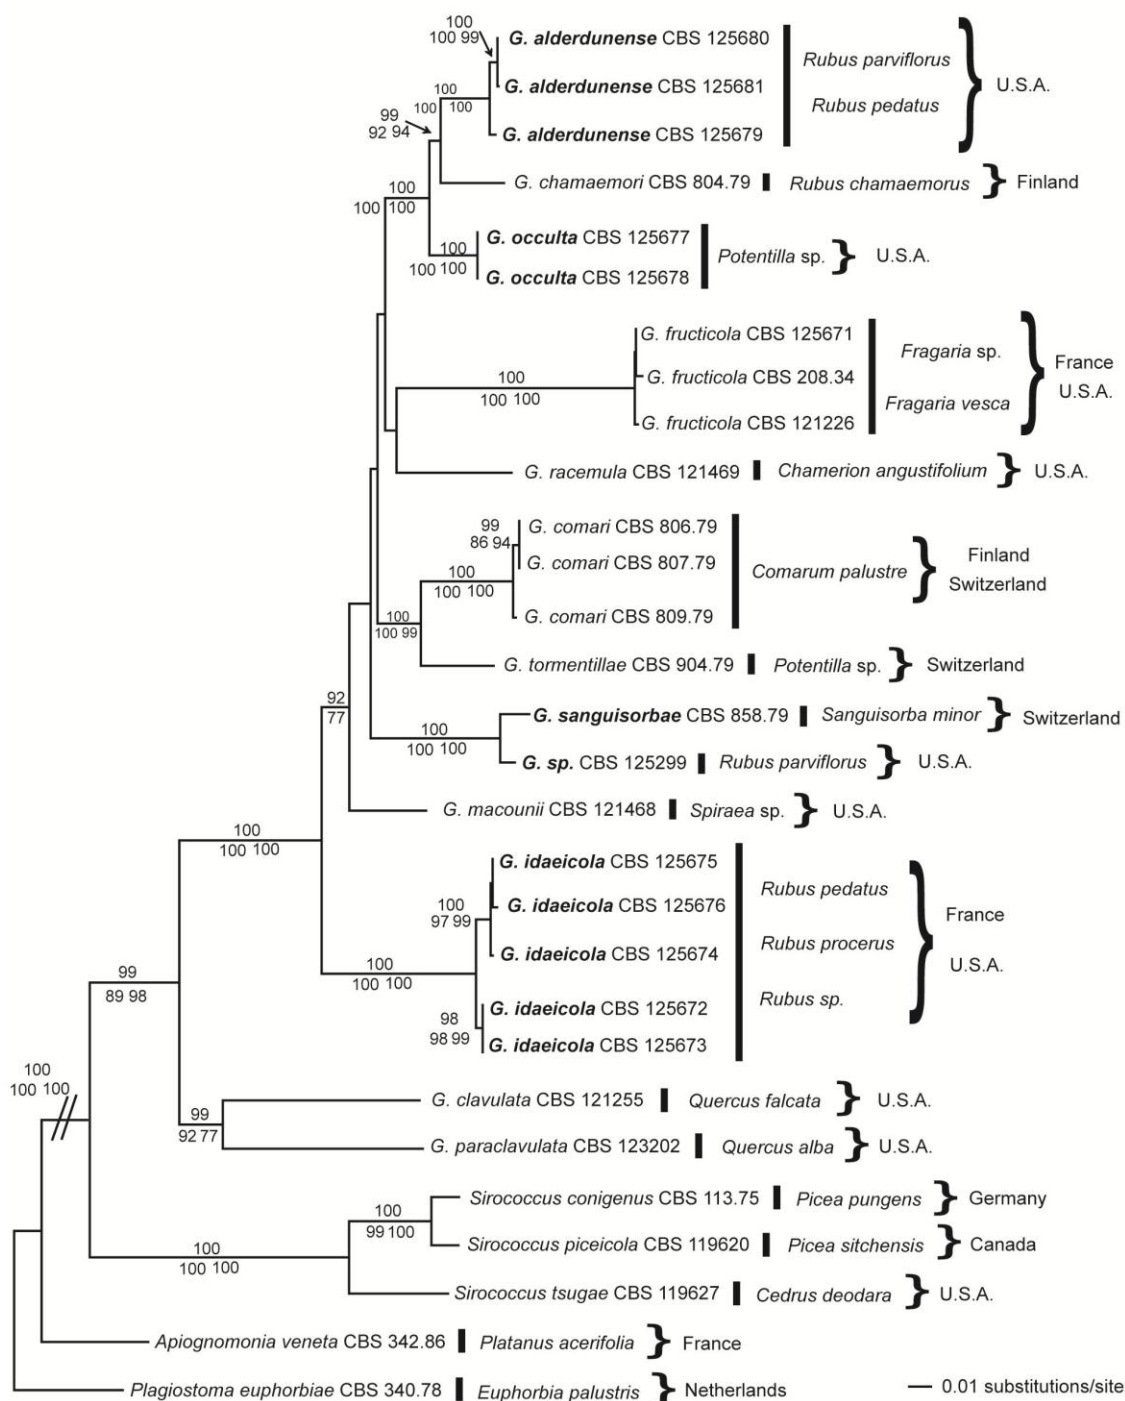 100
100 99
G. alderdunense CBS 125680
Rubus parviflorus
U.S.A.
G. alderdunense CBS 125681
100
100 100
Rubus pedatus
99
92 94
G. alderdunense CBS 125679
G. chamaemori CBS 804.79
Rubus chamaemorus
Finland
100
100 100
G. occulta CBS 125677
100
100 100
Potentilla sp.
U.S.A.
G. occulta CBS 125678
G. fructicola CBS 125671
Fragaria sp.
France
100
100 100
G. fructicola CBS 208.34
U.S.A.
Fragaria vesca
G. fructicola CBS 121226
G. racemula CBS 121469
Chamerion angustifolium
U.S.A.
99
86 94
G. comari CBS 806.79
Finland
G. comari CBS 807.79
Comarum palustre
Switzerland
100
100 100
G. comari CBS 809.79
100
100 99
G. tormentillae CBS 904.79
Potentilla sp.
Switzerland
92
77
G. sanguisorbae CBS 858.79
Sanguisorba minor
Switzerland
100
100 100
G. sp. CBS 125299
Rubus parviflorus
U.S.A.
G. macounii CBS 121468
Spiraea sp.
U.S.A.
100
100 100
G. idaeicola CBS 125675
Rubus pedatus
100
97 99
G. idaeicola CBS 125676
France
Rubus procerus
G. idaeicola CBS 125674
U.S.A.
100
100 100
Rubus sp.
99
89 98
98
98 99
G. idaeicola CBS 125672
G. idaeicola CBS 125673
100
100 100
G. clavulata CBS 121255
Quercus falcata
U.S.A.
99
92 77
G. paraclavulata CBS 123202
Quercus alba
U.S.A.
Sirococcus conigenus CBS 113.75
Picea pungens
Germany
100
99 100
Sirococcus piceicola CBS 119620
Picea sitchensis
Canada
100
100 100
Sirococcus tsugae CBS 119627
Cedrus deodara
U.S.A.
Apiognomonia veneta CBS 342.86
Platanus acerifolia
France
Plagiostoma euphorbiae CBS 340.78
Euphorbia palustris
Netherlands
0.01 substitutions/site